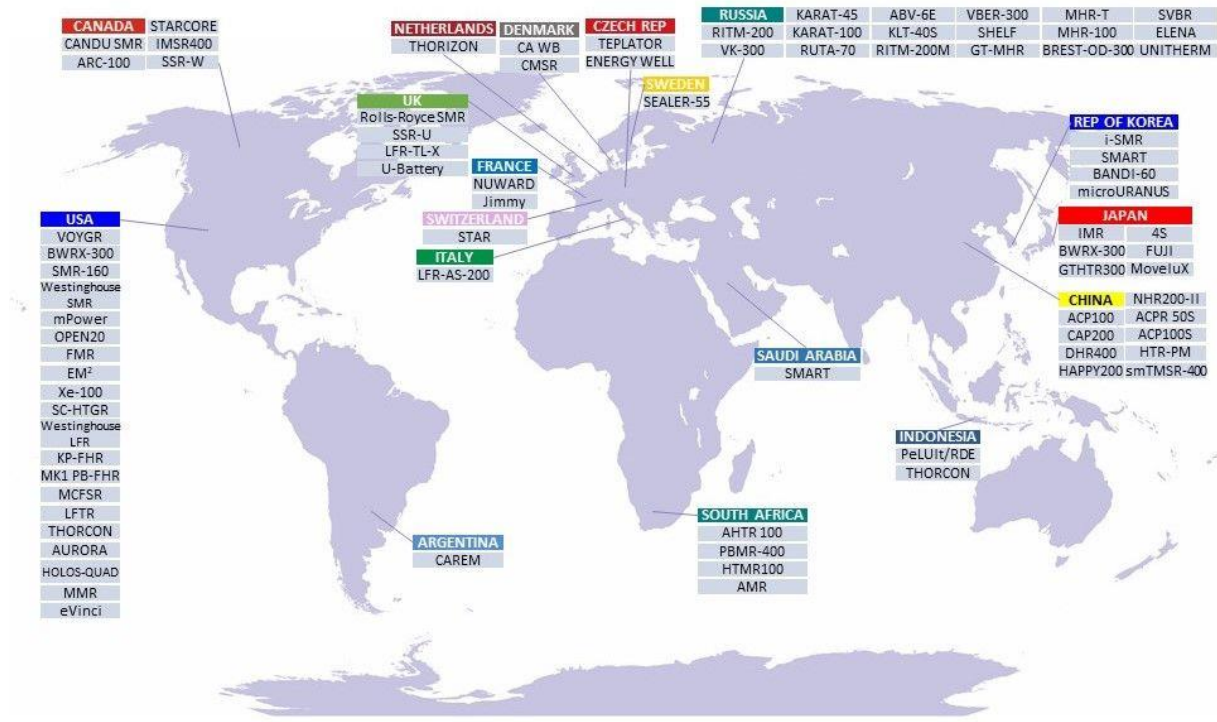 CANADA STARCORE
CANDU SMR IMSR400
ARC-100 SSR-W
NETHERLANDS
THORIZON
DENMARK
CA WB
CMSR
CZECH REP
TEPLATOR
ENERGY WELL
SWEDEN
SEALER-55
RUSSIA KARAT-45 ABV-6E VBER-300 MHR-T SVBR
RITM-200 KARAT-100 KLT-40S SHELF MHR-100 ELENA
VK-300 RUTA-70 RITM-200M GT-MHR BREST-OD-300 UNITHERM
UK
Rolls-Royce SMR
SSR-U
LFR-TL-X
U-Battery
FRANCE
NUWARD
Jimmy
SWITZERLAND
STAR
ITALY
LFR-AS-200
REP OF KOREA
i-SMR
SMART
BANDI-60
microURANUS
JAPAN
IMR 4S
BWRX-300 FUJI
GTHTR300 MoveluX
CHINA NHR200-II
ACP100 ACPR 50S
CAP200 ACP100S
DHR400 HTR-PM
HAPPY200 smTMSR-400
USA
VOYGR
BWRX-300
SMR-160
Westinghouse
SMR
mPower
OPEN20
FMR
EM²
Xe-100
SC-HTGR
Westinghouse
LFR
KP-FHR
MK1 PB-FHR
MCFSR
LFTR
THORCON
AURORA
HOLOS-QUAD
MMR
eVinci
SAUDI ARABIA
SMART
INDONESIA
PeLUIt/RDE
THORCON
ARGENTINA
CAREM
SOUTH AFRICA
AHTR 100
PBMR-400
HTMR100
AMR